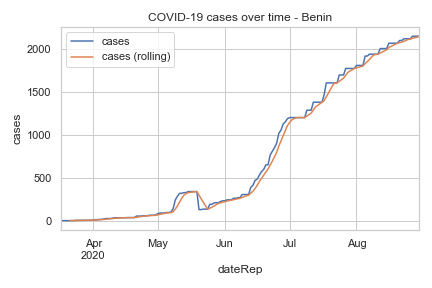 COVID-19 cases over time - Benin
cases
cases (rolling)
2000
1500
1000
500
0
cases
Apr
2020
May
Jun
Jul
Aug
dateRep